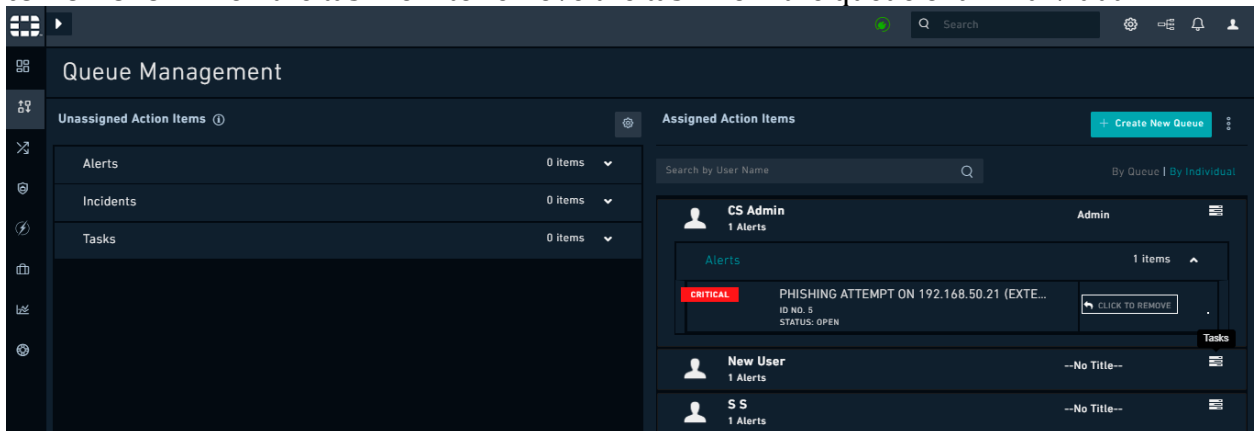 Search
Queue Management
Unassigned Action Items
Alerts 0 items
Incidents 0 items
Tasks 0 items
Assigned Action Items
+ Create New Queue
Search by User Name
By Queue | By Individual
CS Admin Admin
1 Alerts
Alerts 1 items
CRITICAL PHISHING ATTEMPT ON 192.168.50.21 (EXTE...
ID NO. 5
STATUS: OPEN
CLICK TO REMOVE
Tasks
New User --No Title--
1 Alerts
S S --No Title--
1 Alerts